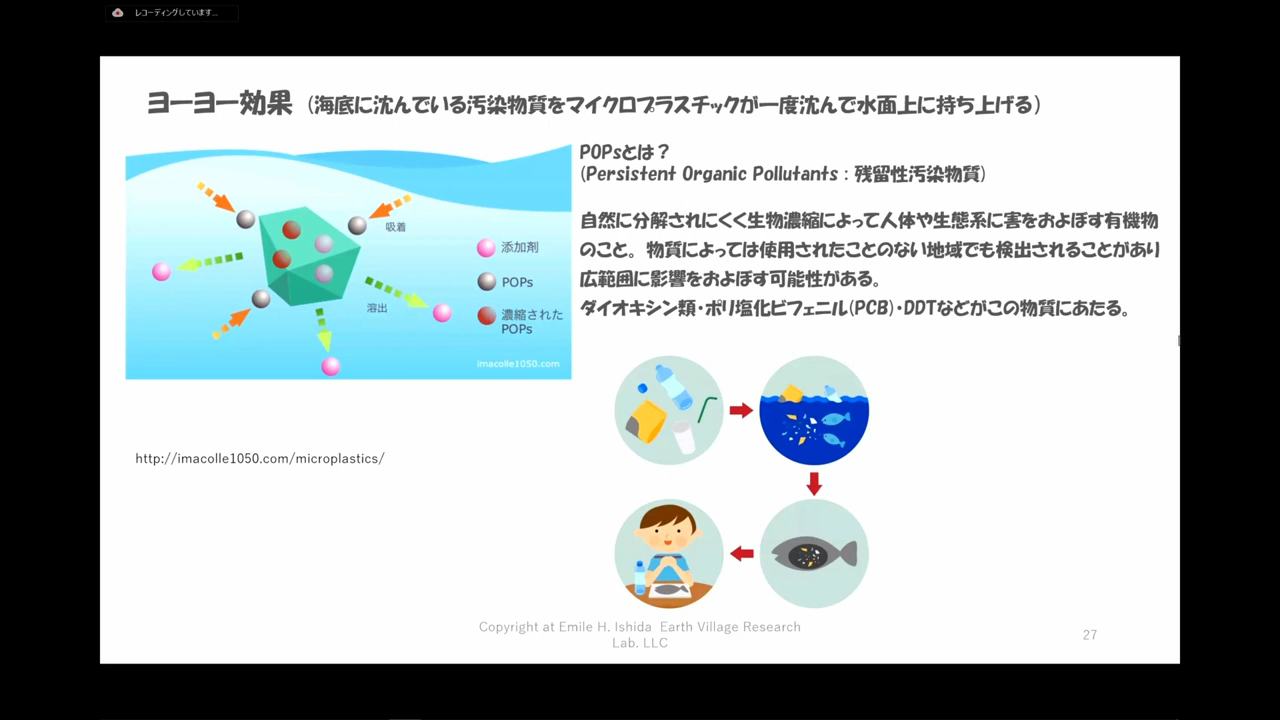 レコーディングしています...
ヨーヨー効果（海底に沈んでいる汚染物質をマイクロプラスチックが一度沈んで水面上に持ち上げる）
吸着
溶出
添加剤
POPs
濃縮された
POPs
imacolle1050.com
http://imacolle1050.com/microplastics/
POPsとは？
(Persistent Organic Pollutants：残留性汚染物質)
自然に分解されにくく生物濃縮によって人体や生態系に害をおよぼす有機物
のこと。物質によっては使用されたことのない地域でも検出されることがあり
広範囲に影響をおよぼす可能性がある。
ダイオキシン類・ポリ塩化ビフェニル(PCB)・DDTなどがこの物質にあたる。
Copyright at Emile H. Ishida Earth Village Research
Lab. LLC
27